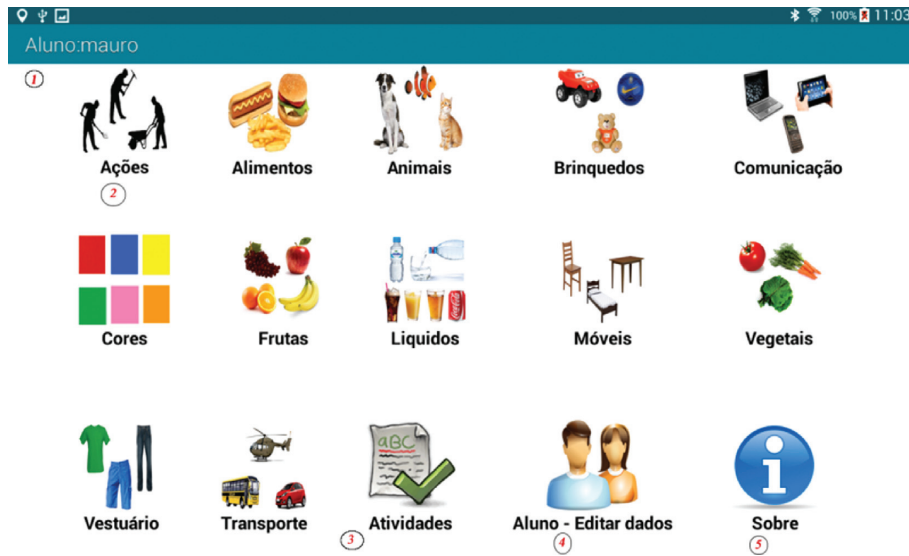 100% 11:03
Aluno:mauro
1
Ações Alimentos Animais Brinquedos Comunicação
2
Cores Frutas Liquidos Móveis Vegetais
aBC
Vestuário Transporte Atividades Aluno - Editar dados Sobre
3 4 5